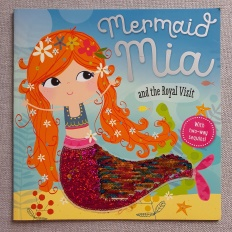 Mermaid
Mia
and the Royal Visit
With
two-way
sequins!